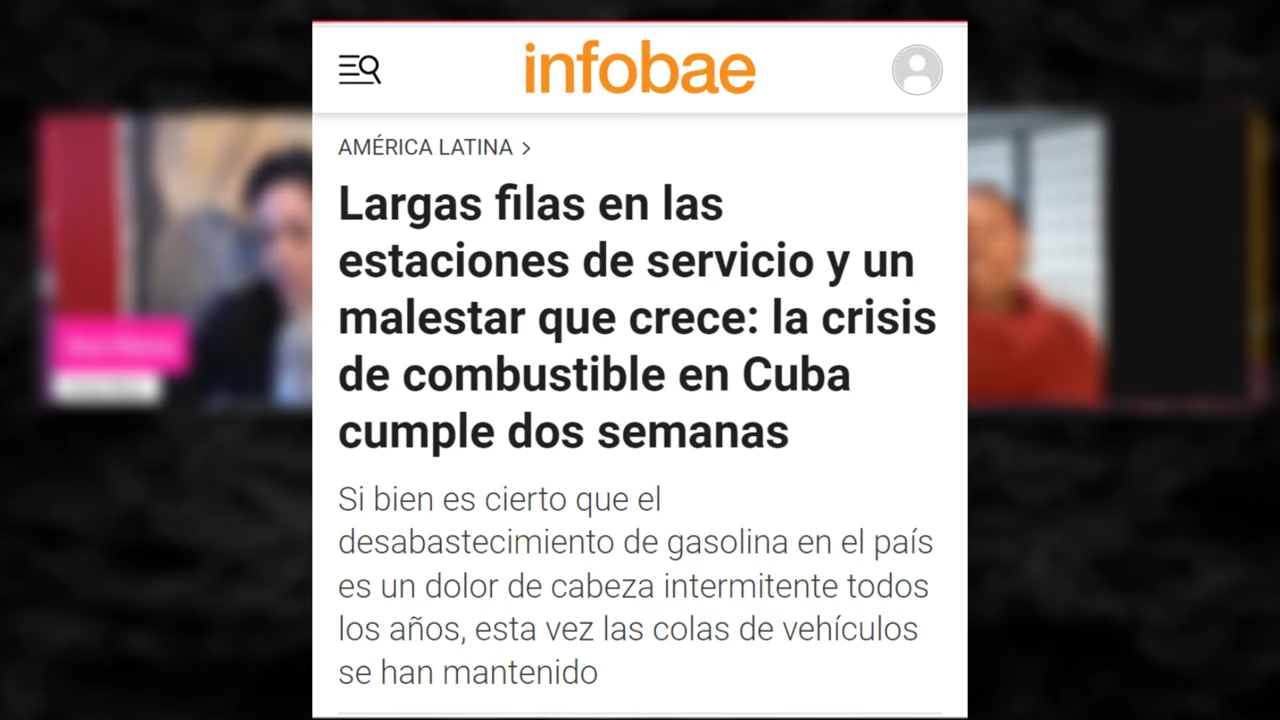 infobae
AMÉRICA LATINA >
Largas filas en las
estaciones de servicio y un
malestar que crece: la crisis
de combustible en Cuba
cumple dos semanas
Si bien es cierto que el
desabastecimiento de gasolina en el país
es un dolor de cabeza intermitente todos
los años, esta vez las colas de vehículos
se han mantenido